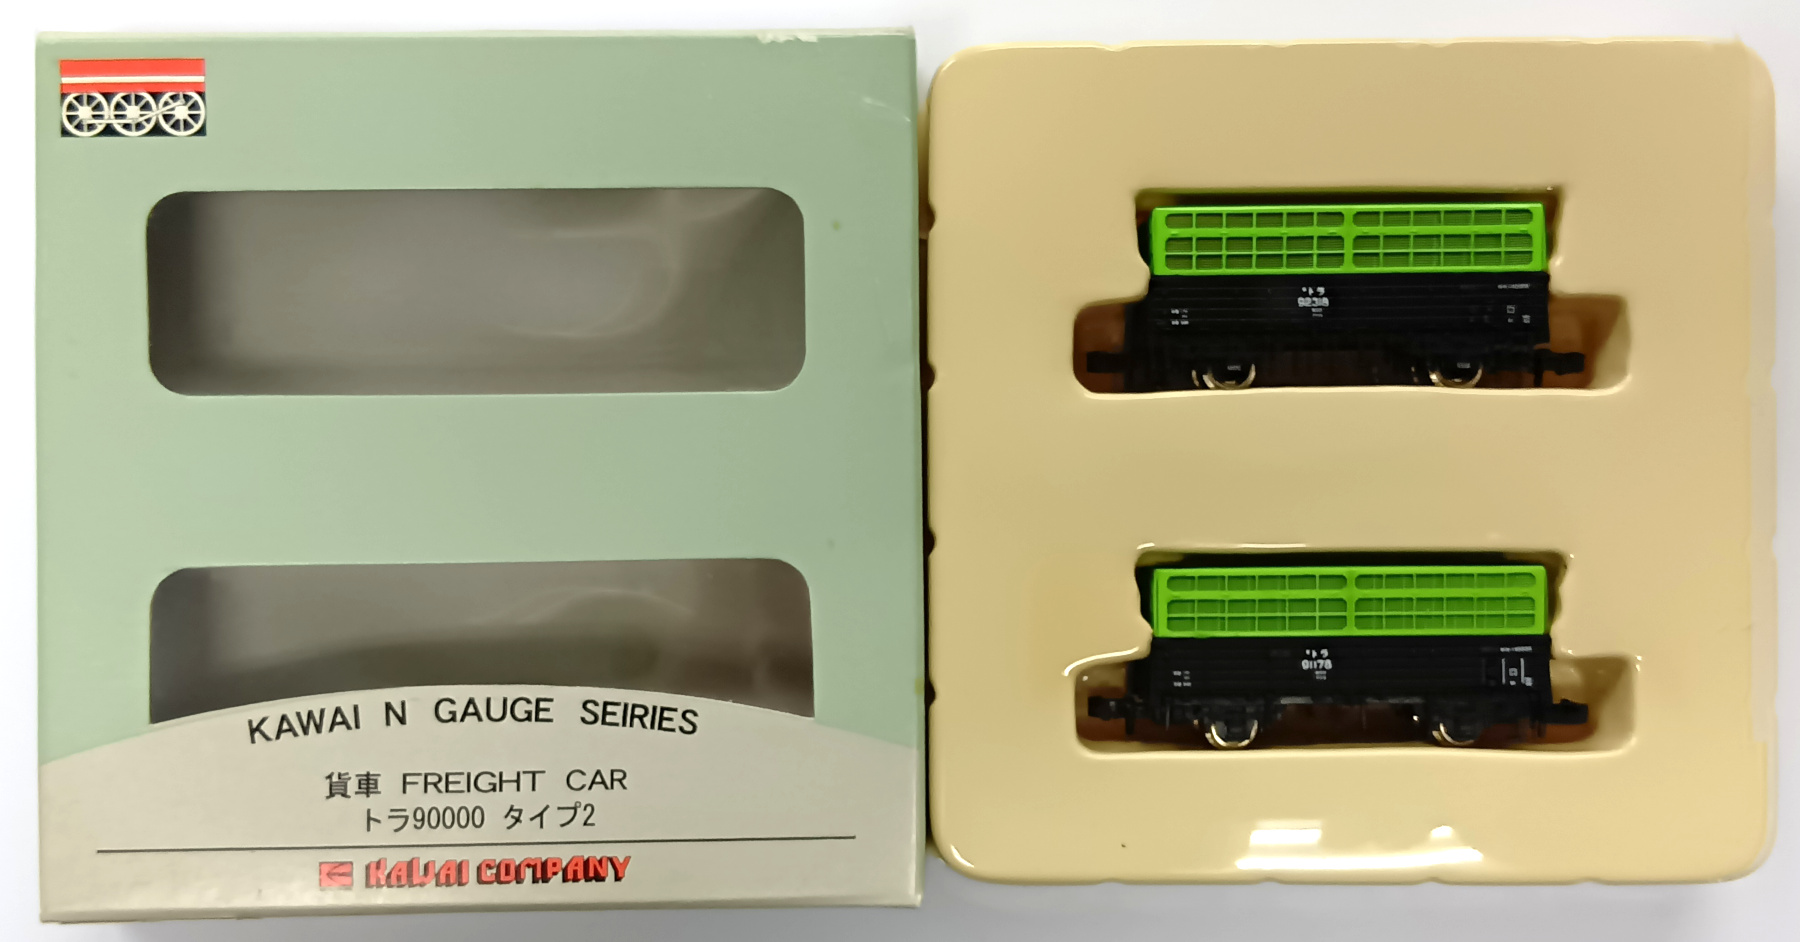 KAWAI N GAUGE SEIRIES
貨車 FREIGHT CAR
トラ90000 タイプ2
KAWAI COMPANY
トラ
92318
トラ
91178